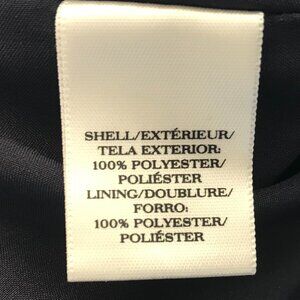 SHELL/EXTÉRIEUR/
TELA EXTERIOR:
100% POLYESTER/
POLIÉSTER
LINING/DOUBLURE/
FORRO:
100% POLYESTER/
POLIÉSTER